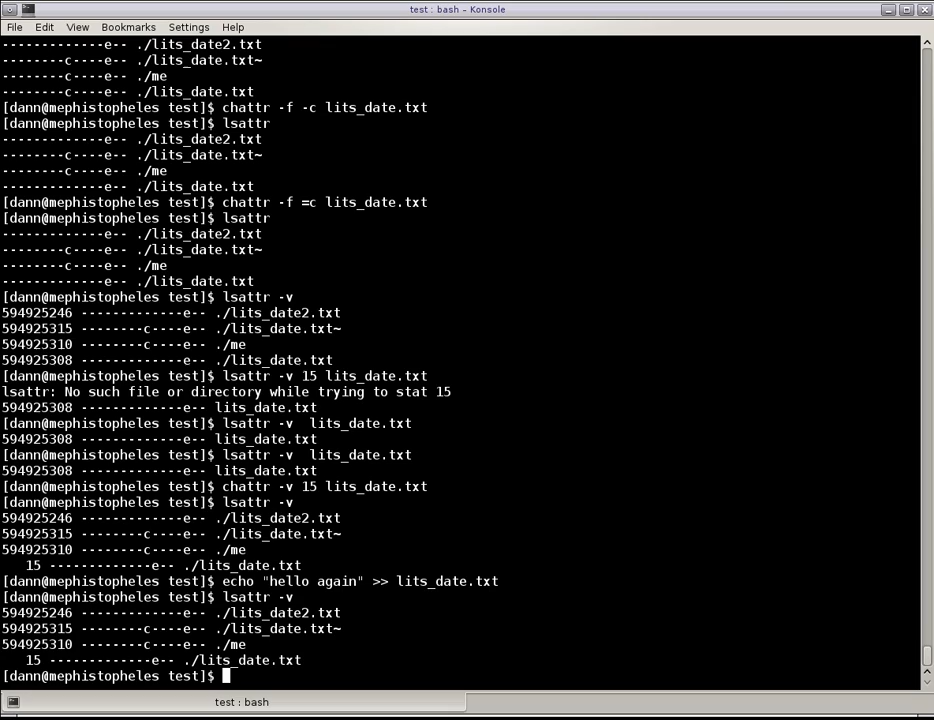 test : bash - Konsole
File Edit View Bookmarks Settings Help
-------------e-- ./lits_date2.txt
--------c----e-- ./lits_date.txt~
--------c----e-- ./me
--------c----e-- ./lits_date.txt
[dann@mephistopheles test]$ chattr -f -c lits_date.txt
[dann@mephistopheles test]$ lsattr
-------------e-- ./lits_date2.txt
--------c----e-- ./lits_date.txt~
--------c----e-- ./me
-------------e-- ./lits_date.txt
[dann@mephistopheles test]$ chattr -f =c lits_date.txt
[dann@mephistopheles test]$ lsattr
-------------e-- ./lits_date2.txt
--------c----e-- ./lits_date.txt~
--------c----e-- ./me
-------------e-- ./lits_date.txt
[dann@mephistopheles test]$ lsattr -v
594925246 -------------e-- ./lits_date2.txt
594925315 --------c----e-- ./lits_date.txt~
594925310 --------c----e-- ./me
594925308 -------------e-- ./lits_date.txt
[dann@mephistopheles test]$ lsattr -v 15 lits_date.txt
lsattr: No such file or directory while trying to stat 15
594925308 -------------e-- lits_date.txt
[dann@mephistopheles test]$ lsattr -v  lits_date.txt
594925308 -------------e-- lits_date.txt
[dann@mephistopheles test]$ lsattr -v  lits_date.txt
594925308 -------------e-- lits_date.txt
[dann@mephistopheles test]$ chattr -v 15 lits_date.txt
[dann@mephistopheles test]$ lsattr -v
594925246 -------------e-- ./lits_date2.txt
594925315 --------c----e-- ./lits_date.txt~
594925310 --------c----e-- ./me
   15 -------------e-- ./lits_date.txt
[dann@mephistopheles test]$ echo "hello again" >> lits_date.txt
[dann@mephistopheles test]$ lsattr -v
594925246 -------------e-- ./lits_date2.txt
594925315 --------c----e-- ./lits_date.txt~
594925310 --------c----e-- ./me
   15 -------------e-- ./lits_date.txt
[dann@mephistopheles test]$
test : bash